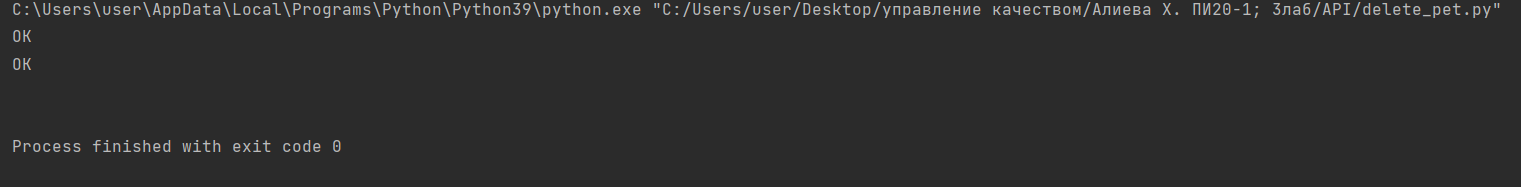 C:\Users\user\AppData\Local\Programs\Python\Python39\python.exe "C:/Users/user/Desktop/управление качеством/Алиева Х. ПИ20-1; 3лаб/API/delete_pet.py"
OK
OK
Process finished with exit code 0